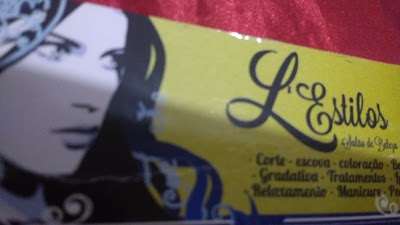 L'Estilos
Salão de Beleza
Corte - escova - coloração -
- Gradativa - Tratamentos -
Relaxamento - Manicure -